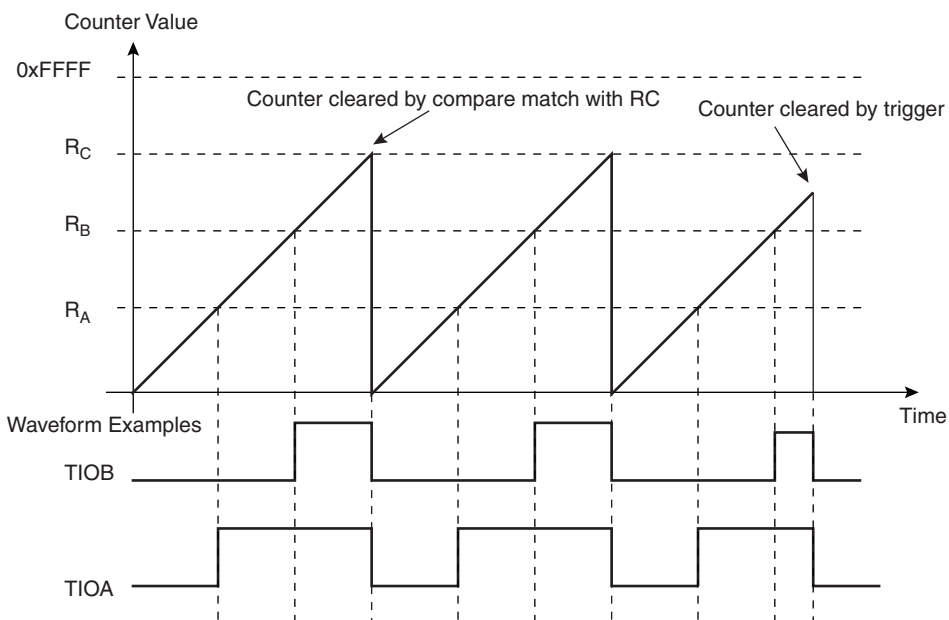 Counter Value
0xFFFF
Counter cleared by compare match with RC
Counter cleared by trigger
RC
RB
RA
Time
Waveform Examples
TIOB
TIOA